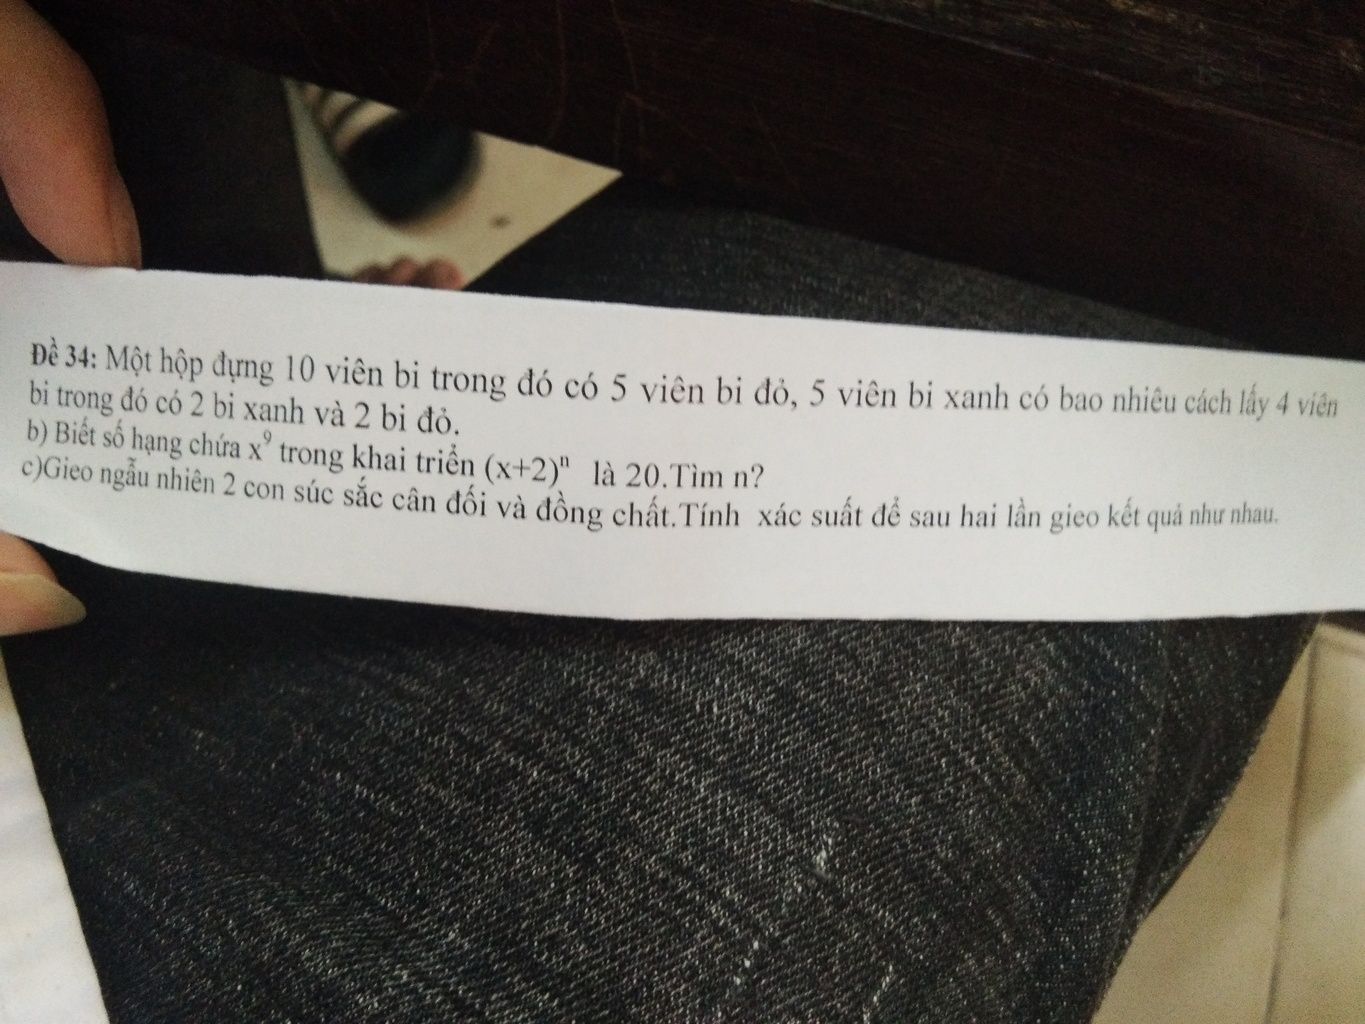 Đề 34: Một hộp đựng 10 viên bi trong đó có 5 viên bi đỏ, 5 viên bi xanh có bao nhiêu cách lấy 4 viên
bi trong đó có 2 bi xanh và 2 bi đỏ.
b) Biết số hạng chứa x⁹ trong khai triển (x+2)ⁿ là 20.Tìm n?
c)Gieo ngẫu nhiên 2 con súc sắc cân đối và đồng chất.Tính xác suất để sau hai lần gieo kết quả như nhau.